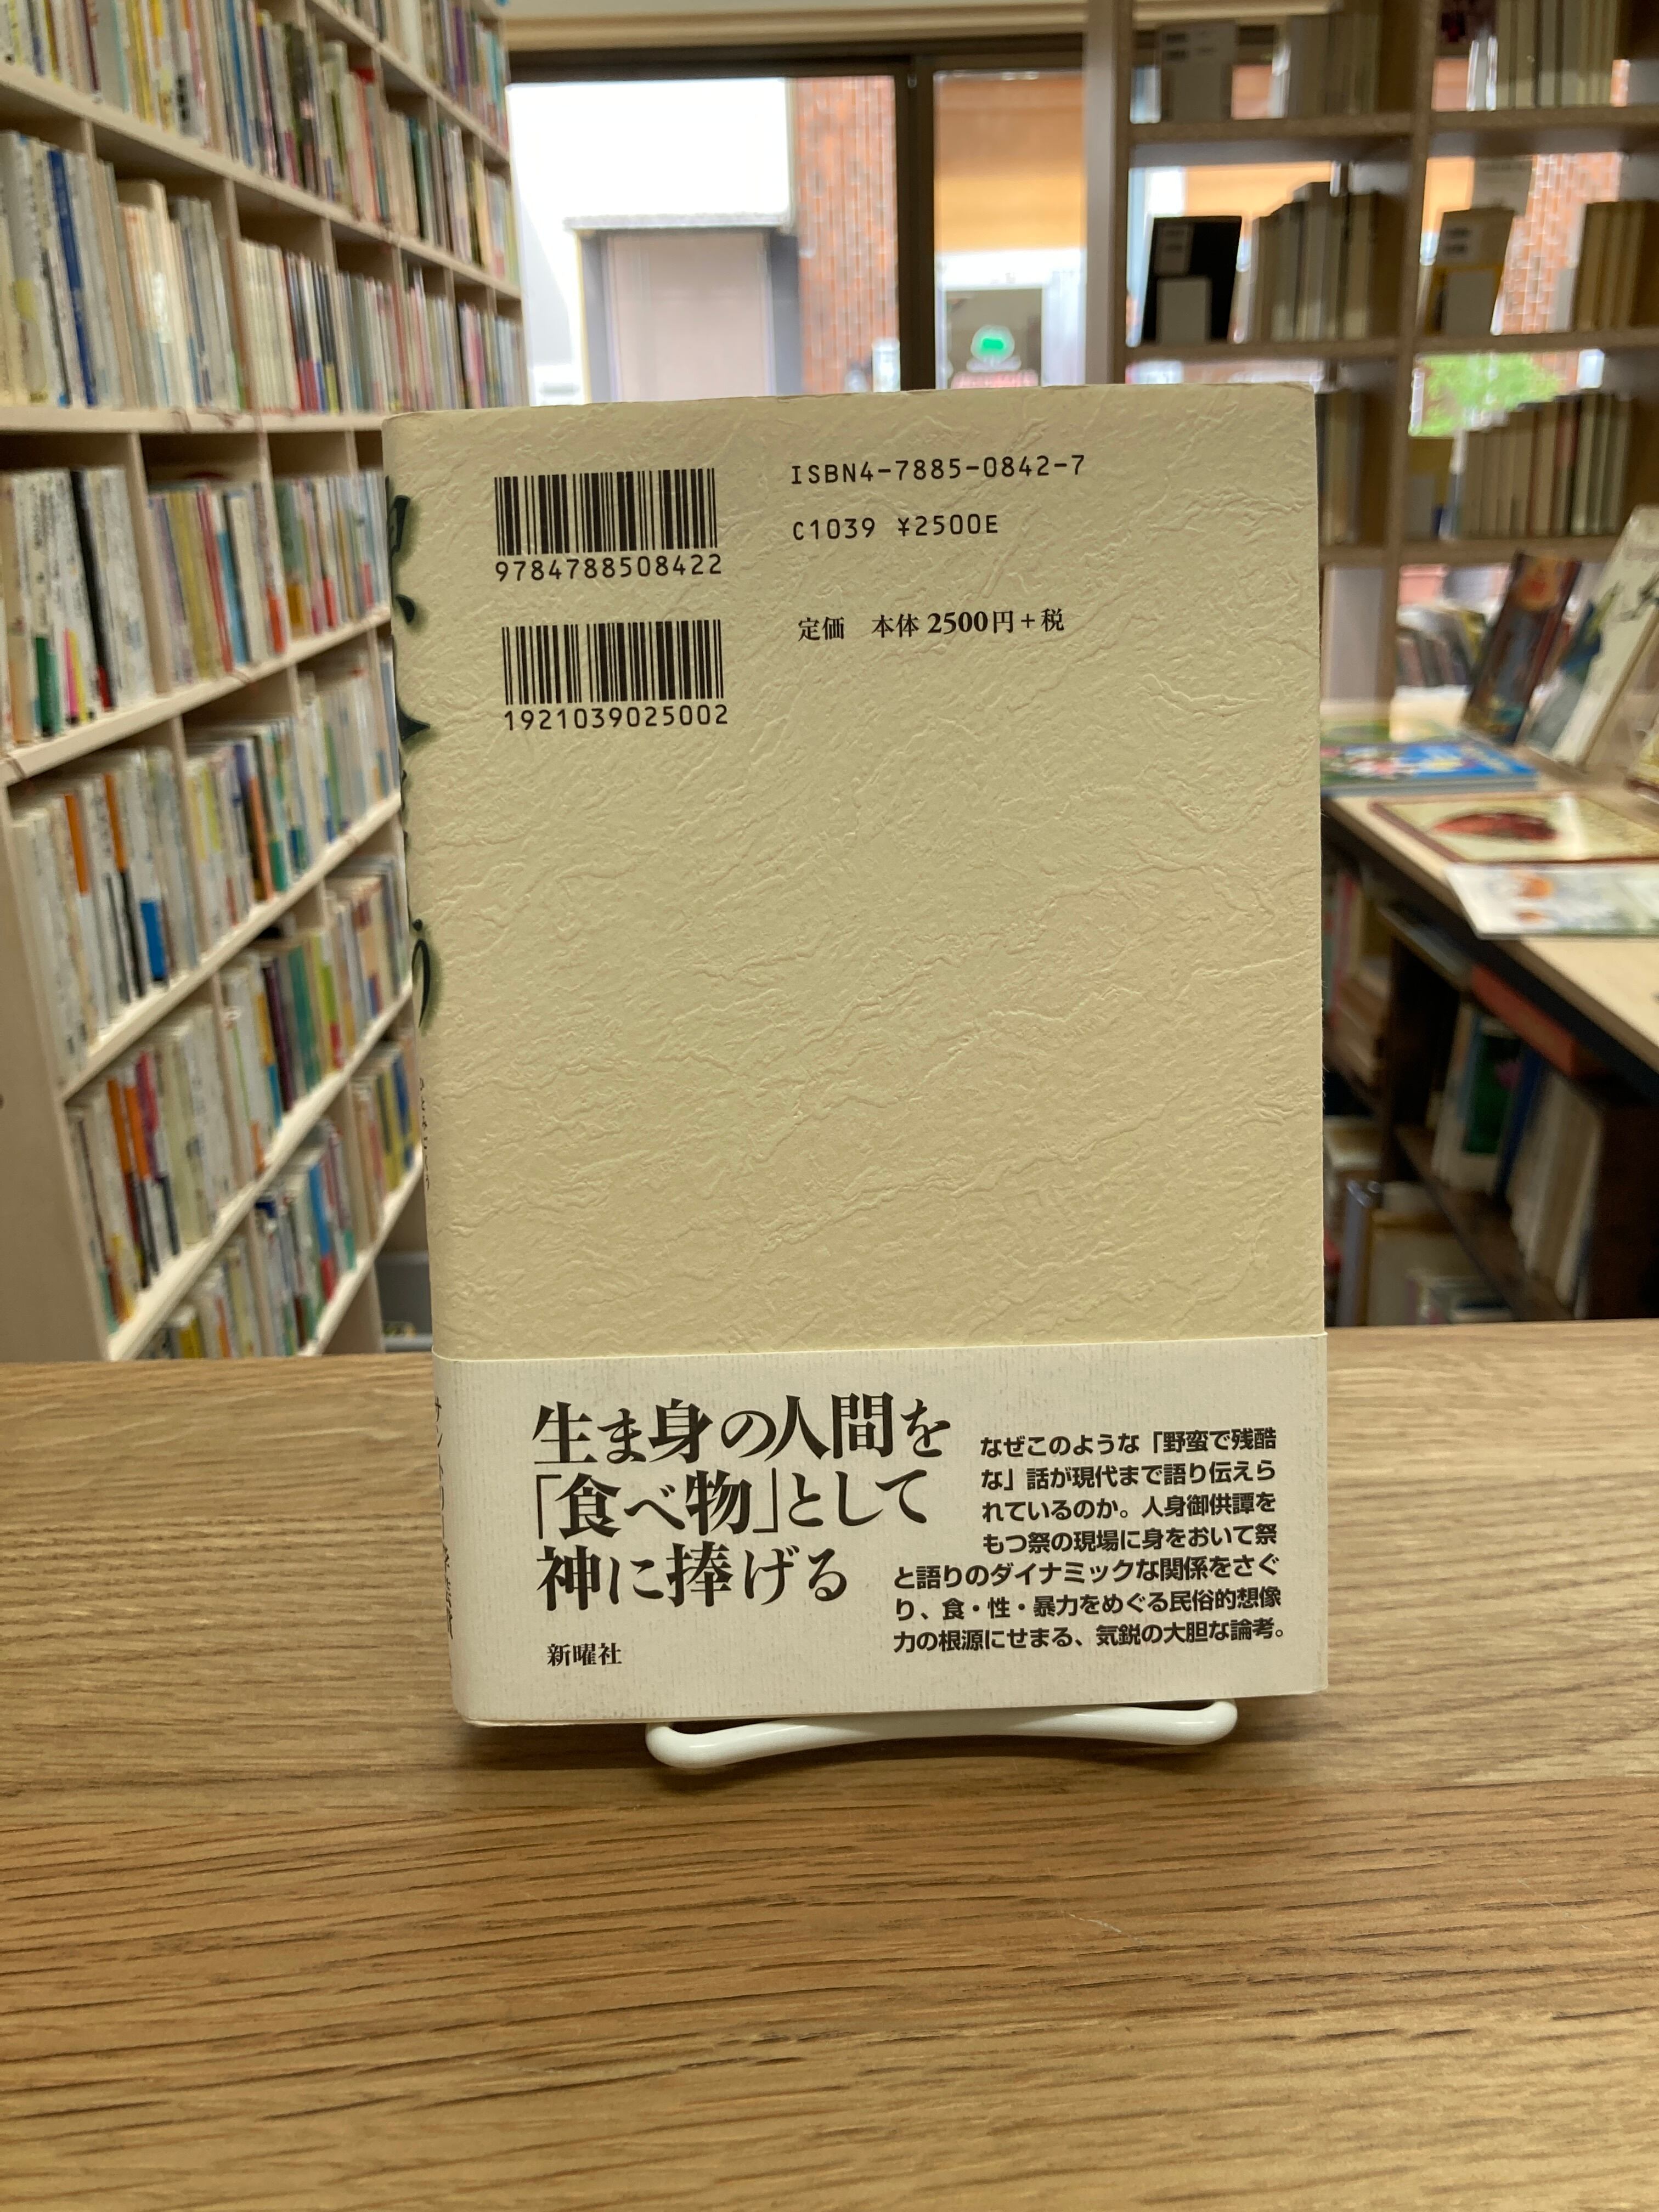 9784788508422
1921039025002
ISBN4-7885-0842-7
C1039 ¥2500E
定価 本体2500円+税
生ま身の人間を
「食べ物」として
神に捧げる
新曜社
なぜこのような「野蛮で残酷
な」話が現代まで語り伝えら
れているのか。人身御供譚を
もつ祭の現場に身をおいて祭
と語りのダイナミックな関係をさぐ
り、食・性・暴力をめぐる民俗的想像
力の根源にせまる、気鋭の大胆な論考。